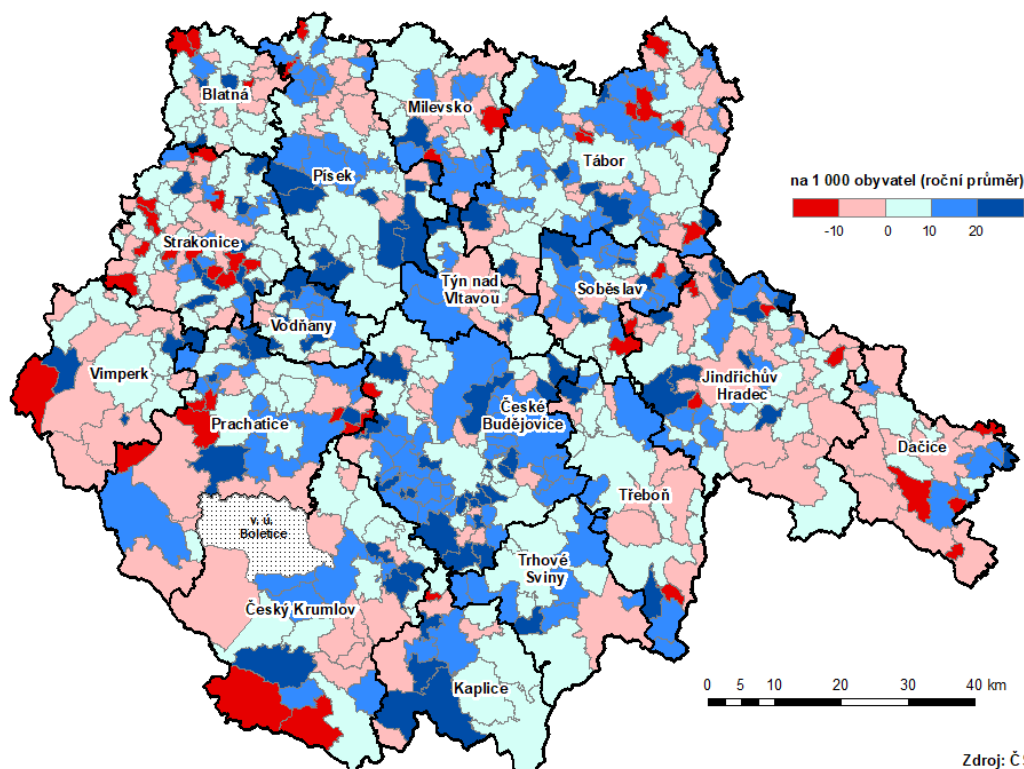 Blatná
Milevsko
Tábor
Písek
na 1 000 obyvatel (roční průměr)
-10 0 10 20
Strakonice
Týn nad
Vltavou
Soběslav
Vodňany
Vimperk
Jindřichův
Hradec
České
Budějovice
Prachatice
Dačice
Třeboň
v. ú.
Boletice
Trhové
Sviny
Český Krumlov
Kaplice
0 5 10 20 30 40 km
Zdroj: